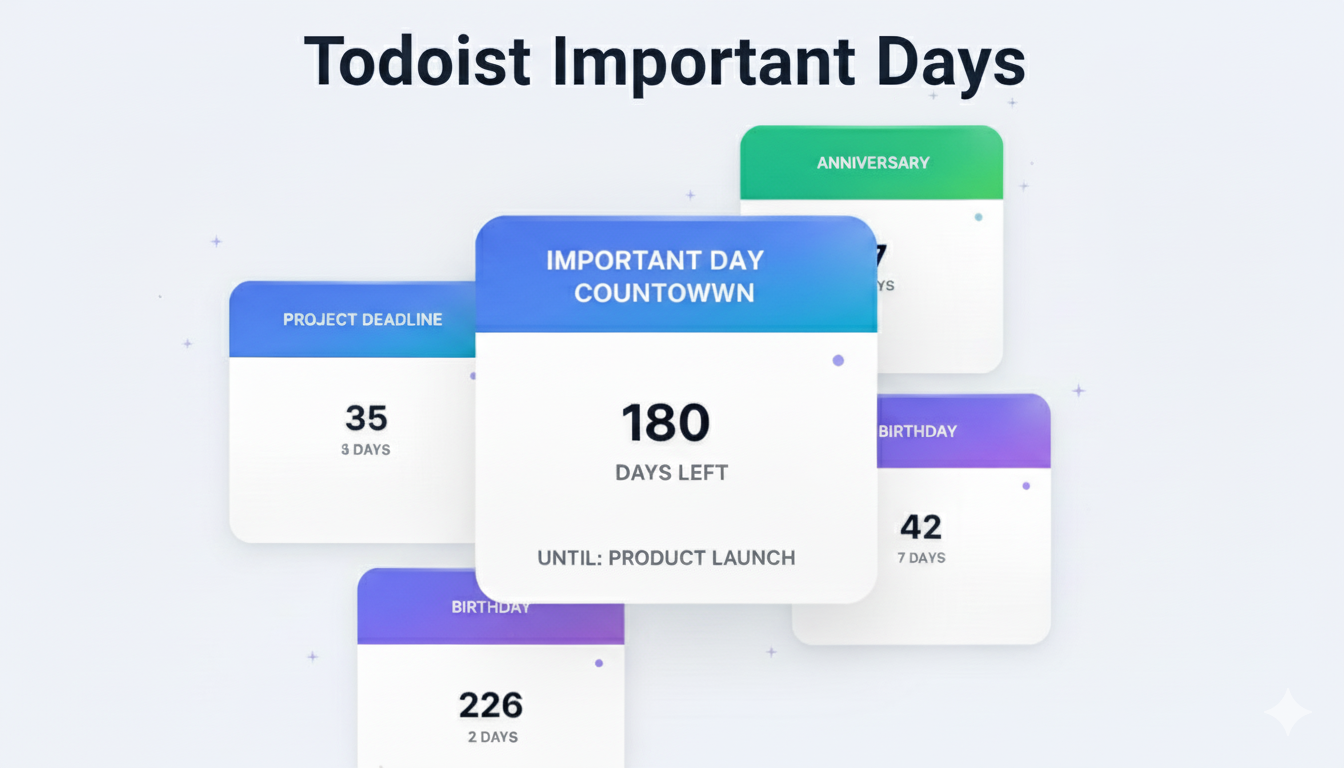 Todoist Important Days
ANNIVERSARY
7
YS
IMPORTANT DAY
COUNTOWWN
180
DAYS LEFT
UNTIL: PRODUCT LAUNCH
PROJECT DEADLINE
35
3 DAYS
BIRTHDAY
42
7 DAYS
BIRTHDAY
226
2 DAYS